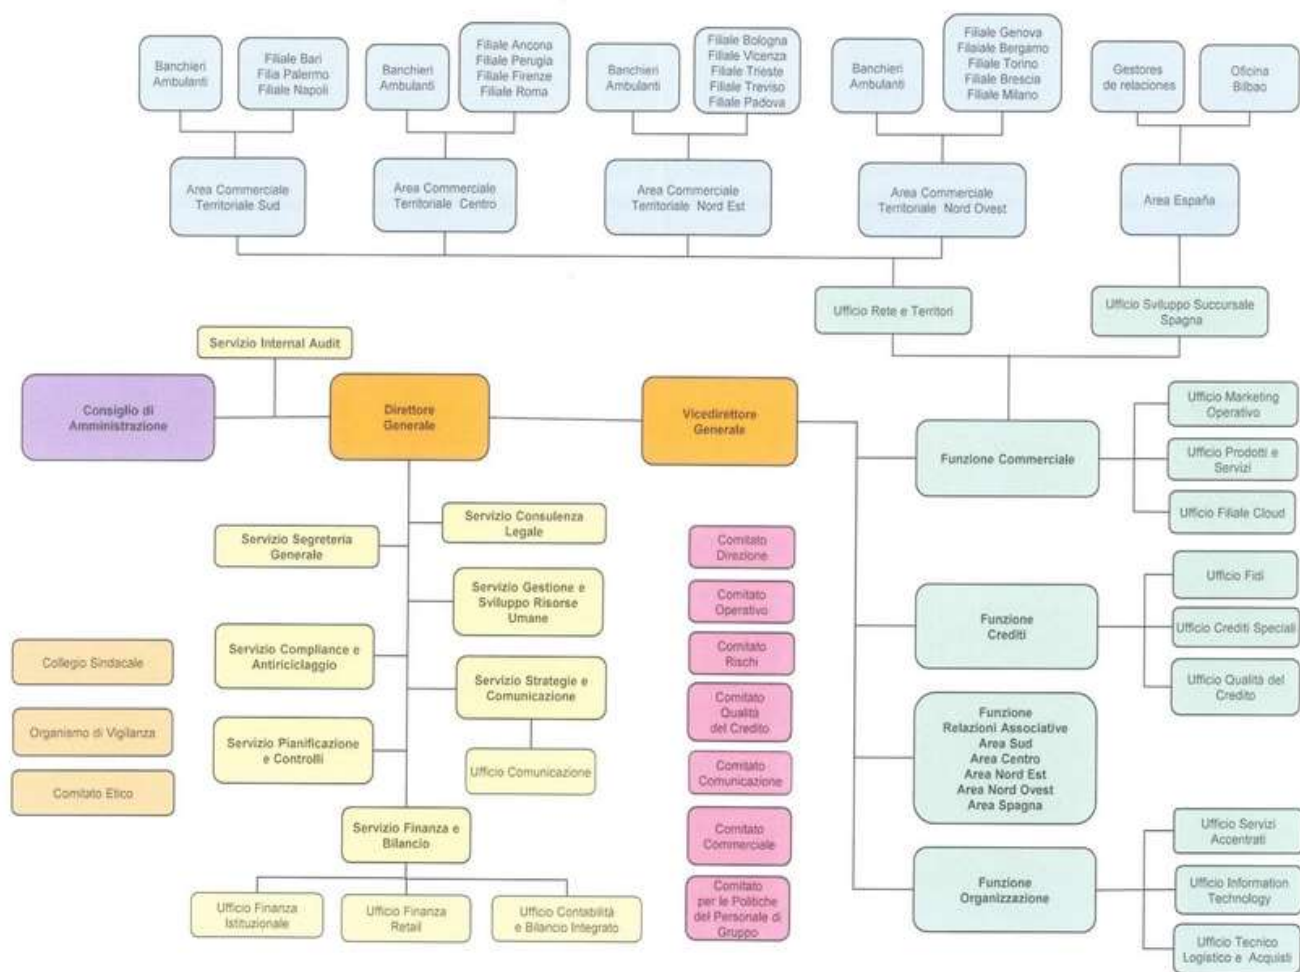 Banchieri
Ambulanti
Filiale Bari
Filia Palermo
Filiale Napoli
Banchieri
Ambulanti
Filiale Ancona
Filiale Perugia
Filiale Firenze
Filiale Roma
Banchieri
Ambulanti
Filiale Bologna
Filiale Vicenza
Filiale Trieste
Filiale Treviso
Filiale Padova
Banchieri
Ambulanti
Filiale Genova
Filaiale Bergamo
Filiale Torino
Filiale Brescia
Filiale Milano
Gestores
de relaciones
Oficina
Bilbao
Area Commerciale
Territoriale Sud
Area Commerciale
Territoriale Centro
Area Commerciale
Territoriale Nord Est
Area Commerciale
Territoriale Nord Ovest
Area España
Ufficio Rete e Territori
Ufficio Sviluppo Succursale
Spagna
Servizio Internal Audit
Consiglio di
Amministrazione
Direttore
Generale
Vicedirettore
Generale
Funzione Commerciale
Ufficio Marketing
Operativo
Ufficio Prodotti e
Servizi
Ufficio Filiale Cloud
Servizio Consulenza
Legale
Servizio Segreteria
Generale
Servizio Gestione e
Sviluppo Risorse
Umane
Servizio Compliance e
Antiriciclaggio
Servizio Strategie e
Comunicazione
Servizio Pianificazione
e Controlli
Ufficio Comunicazione
Servizio Finanza e
Bilancio
Ufficio Finanza
Istituzionale
Ufficio Finanza
Retail
Ufficio Contabilità
e Bilancio Integrato
Collegio Sindacale
Organismo di Vigilanza
Comitato Etico
Comitato
Direzione
Comitato
Operativo
Comitato
Rischi
Comitato
Qualità
del Credito
Comitato
Comunicazione
Comitato
Commerciale
Comitato
per le Politiche
del Personale di
Gruppo
Funzione
Crediti
Ufficio Fidi
Ufficio Crediti Speciali
Ufficio Qualità del
Credito
Funzione
Relazioni Associative
Area Sud
Area Centro
Area Nord Est
Area Nord Ovest
Area Spagna
Funzione
Organizzazione
Ufficio Servizi
Accentrati
Ufficio Information
Technology
Ufficio Tecnico
Logistico e Acquisti